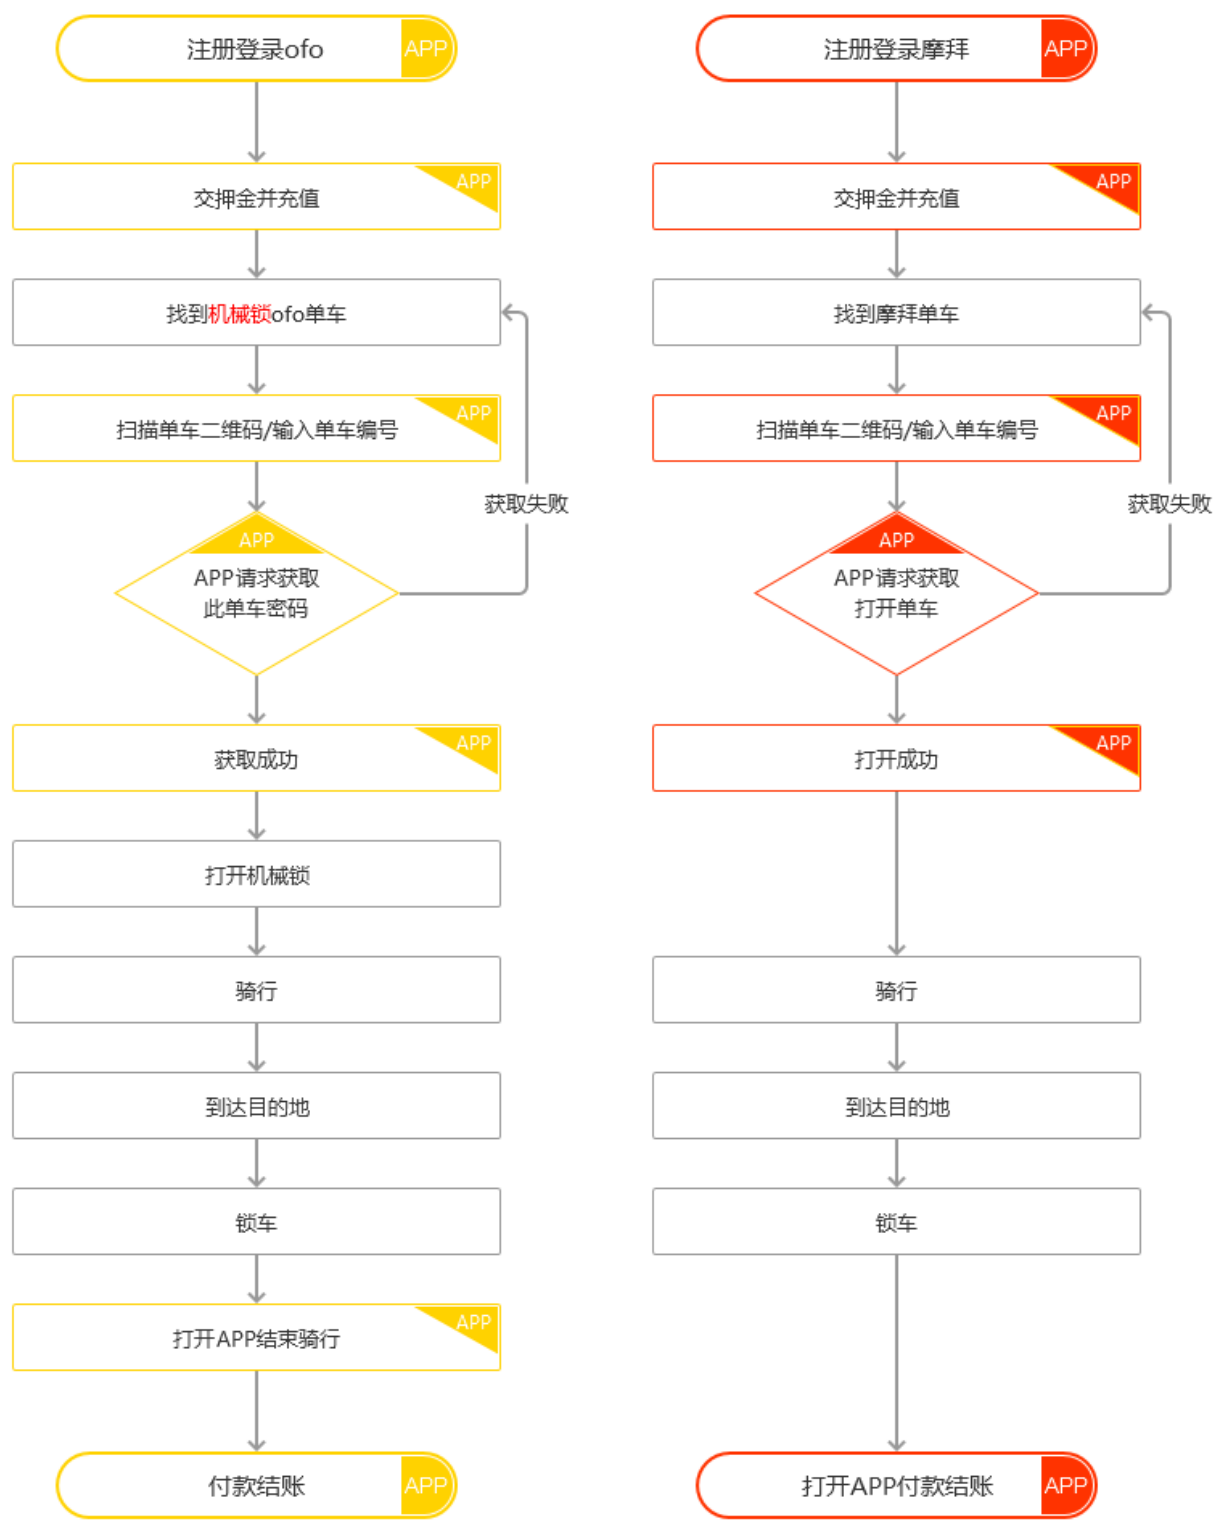 注册登录ofo
APP
交押金并充值
APP
找到机械锁ofo单车
扫描单车二维码/输入单车编号
APP
获取失败
APP
APP请求获取
此单车密码
获取成功
APP
打开机械锁
骑行
到达目的地
锁车
打开APP结束骑行
APP
付款结账
APP
注册登录摩拜
APP
交押金并充值
APP
找到摩拜单车
扫描单车二维码/输入单车编号
APP
获取失败
APP
APP请求获取
打开单车
打开成功
APP
骑行
到达目的地
锁车
打开APP付款结账
APP